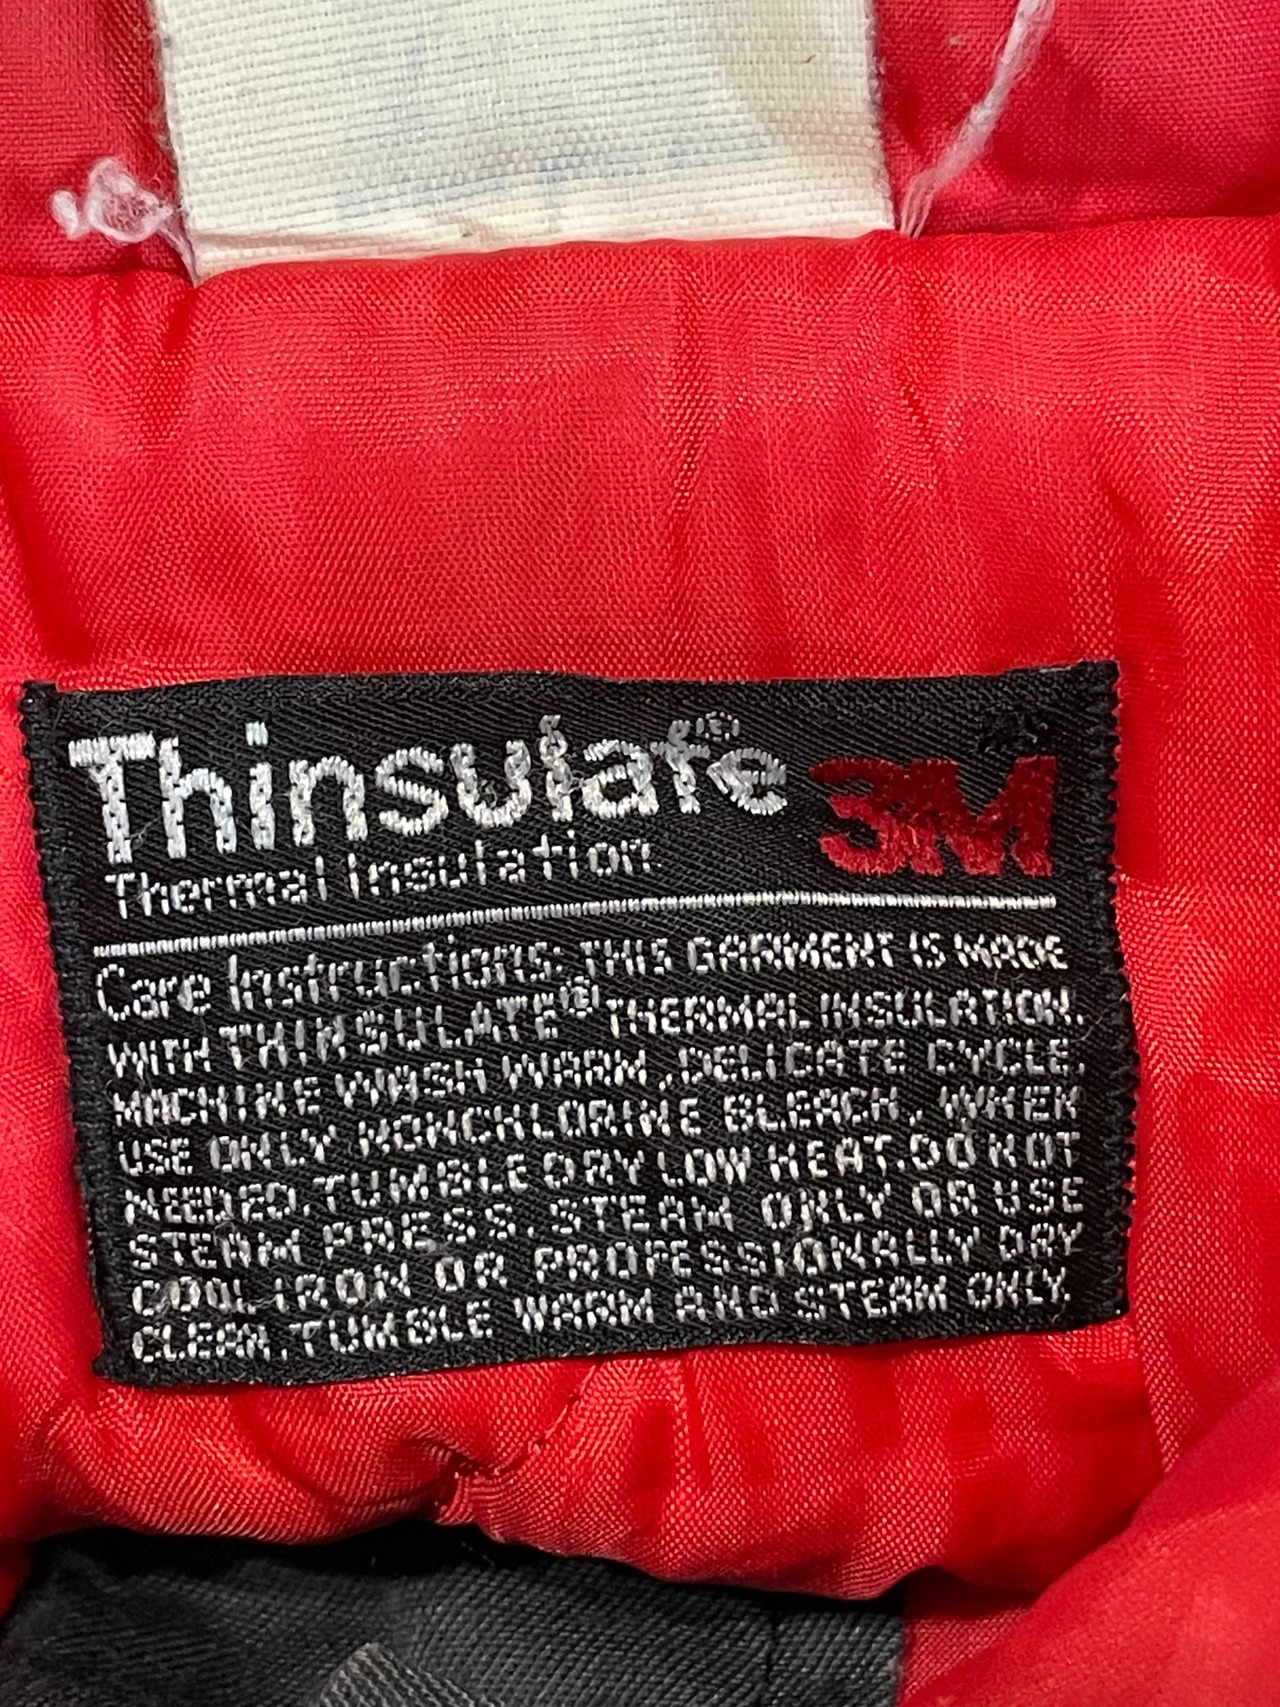 Thinsulate® 3M
Thermal Insulation
Care Instructions: THIS GARMENT IS MADE
WITH THINSULATE® THERMAL INSULATION.
MACHINE WASH WARM, DELICATE CYCLE.
USE ONLY NONCHLORINE BLEACH, WHEN
NEEDED. TUMBLE DRY LOW HEAT. DO NOT
STEAM PRESS. STEAM ONLY OR USE
COOL IRON OR PROFESSIONALLY DRY
CLEAN, TUMBLE WARM AND STEAM ONLY.